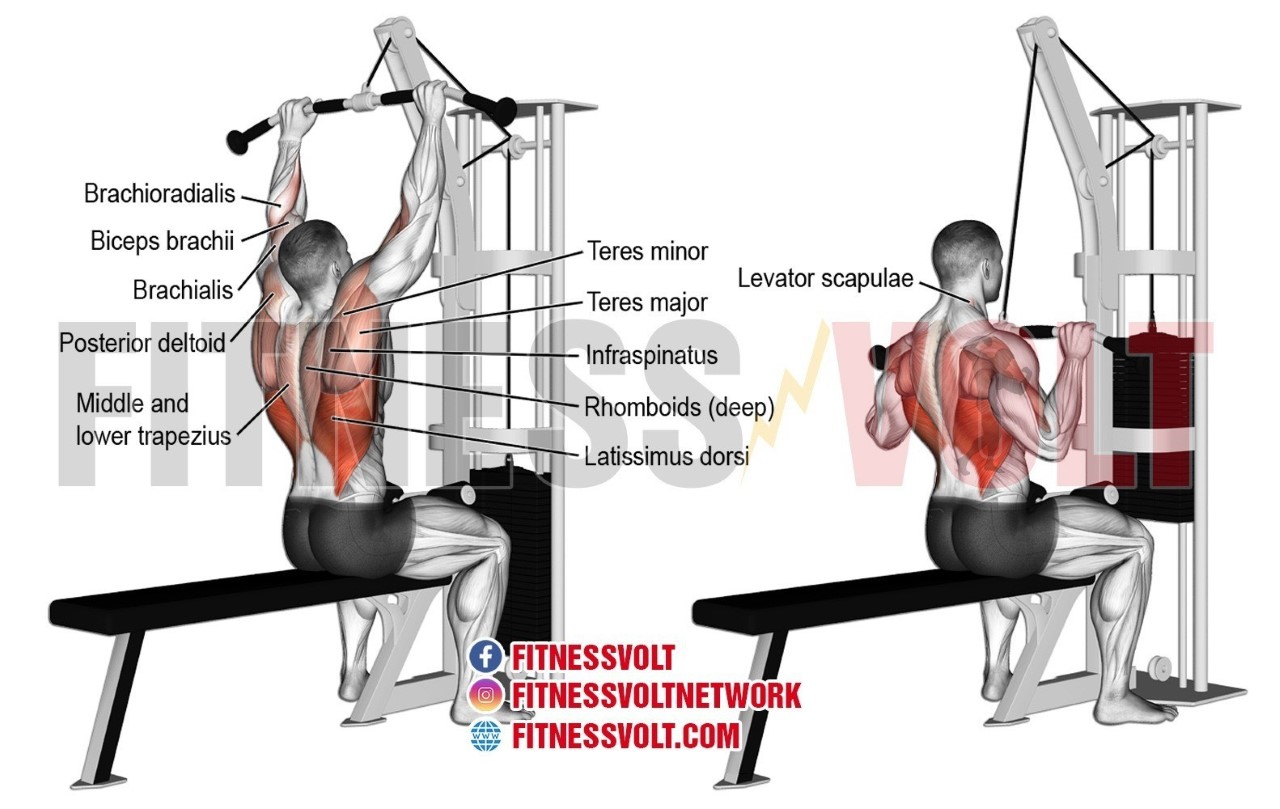 Brachioradialis
Biceps brachii
Brachialis
Posterior deltoid
Middle and
lower trapezius
Teres minor
Teres major
Infraspinatus
Rhomboids (deep)
Latissimus dorsi
Levator scapulae
FITNESS VOLT
FITNESSVOLT
FITNESSVOLTNETWORK
WWW
FITNESSVOLT.COM